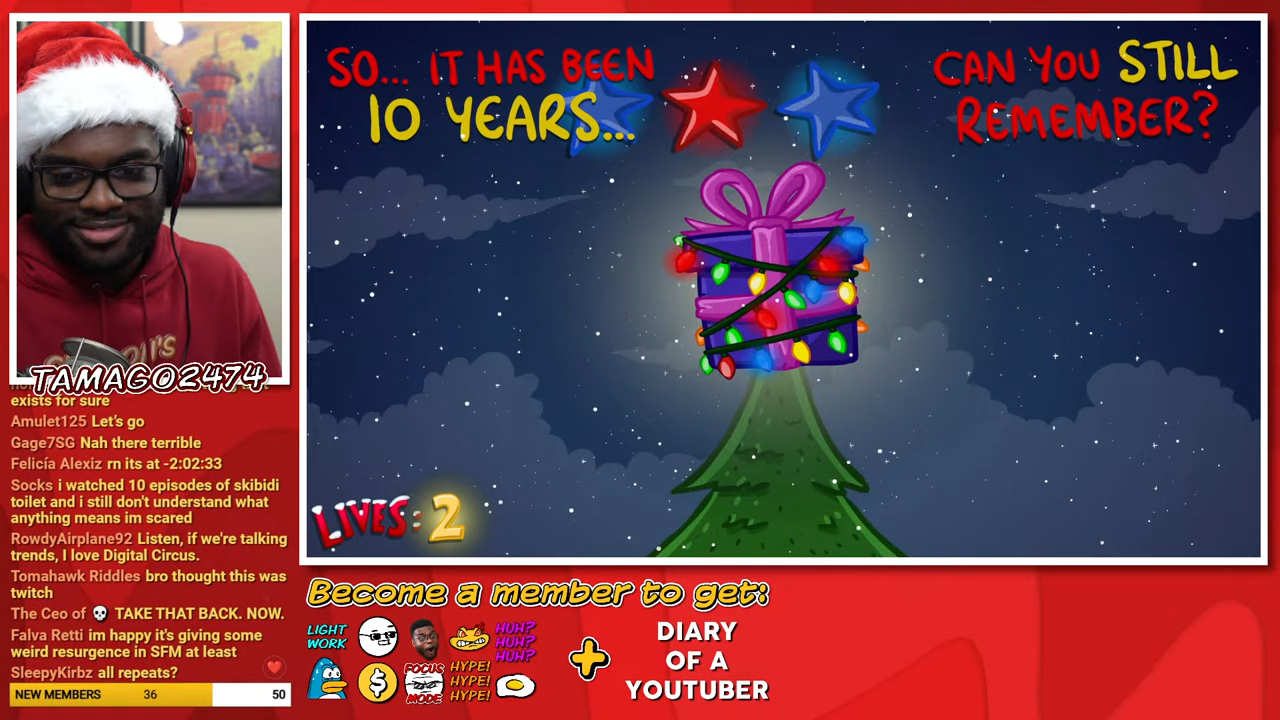 SO... IT HAS BEEN
10 YEARS...
CAN YOU STILL
REMEMBER?
LIVES: 2
TAMAGO2474
exists for sure
Amulet125 Let's go
Gage7SG Nah there terrible
Felicía Alexiz rn its at -2:02:33
Socks i watched 10 episodes of skibidi
toilet and i still don't understand what
anything means im scared
RowdyAirplane92 Listen, if we're talking
trends, I love Digital Circus.
Tomahawk Riddles bro thought this was
twitch
The Ceo of 💀 TAKE THAT BACK. NOW.
Falva Retti im happy it's giving some
weird resurgence in SFM at least
SleepyKirbz all repeats?
NEW MEMBERS 36 50
Become a member to get:
LIGHT
WORK
HUH?
HUH?
HUH?
FOCUS
MODE
HYPE!
HYPE!
HYPE!
DIARY
OF A
YOUTUBER